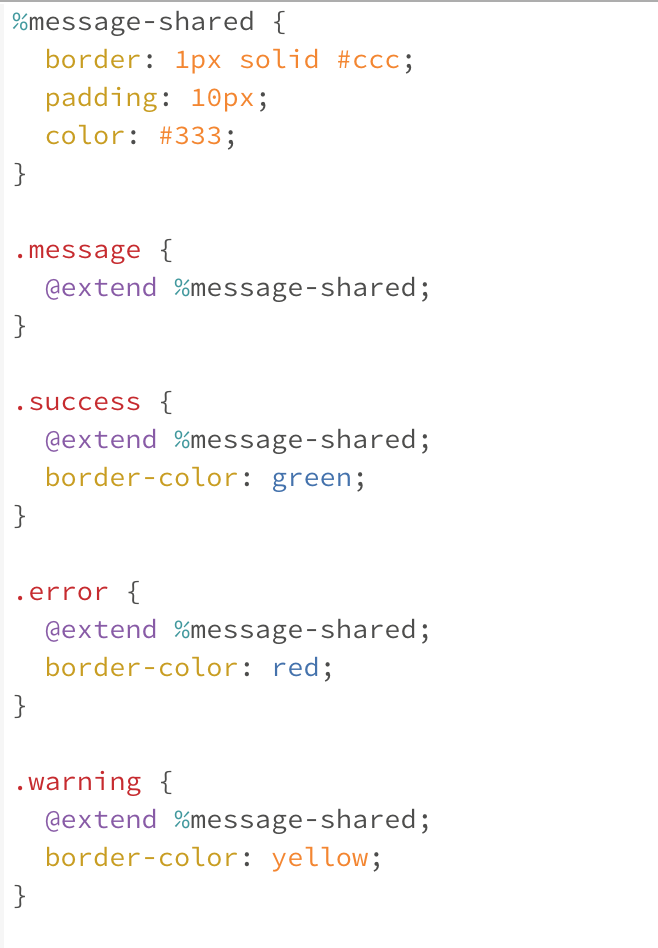 %message-shared {
  border: 1px solid #ccc;
  padding: 10px;
  color: #333;
}

.message {
  @extend %message-shared;
}

.success {
  @extend %message-shared;
  border-color: green;
}

.error {
  @extend %message-shared;
  border-color: red;
}

.warning {
  @extend %message-shared;
  border-color: yellow;
}